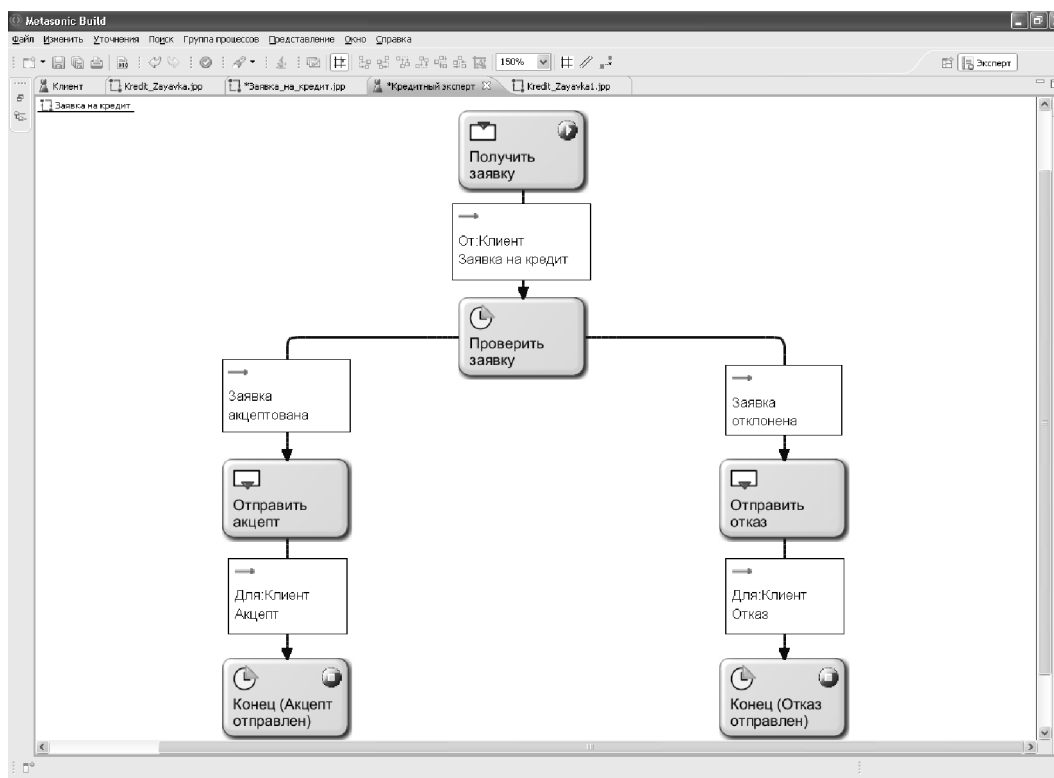 Metasonic Build
Файл Изменить Уточнения Поиск Группа процессов Представление Окно Справка
150%
Эксперт
Клиент
Kredit_Zayavka.jpp
*Заявка_на_кредит.jpp
*Кредитный эксперт
Kredit_Zayavka1.jpp
Заявка на кредит
Получить
заявку
От:Клиент
Заявка на кредит
Проверить
заявку
Заявка
акцептована
Заявка
отклонена
Отправить
акцепт
Отправить
отказ
Для:Клиент
Акцепт
Для:Клиент
Отказ
Конец (Акцепт
отправлен)
Конец (Отказ
отправлен)